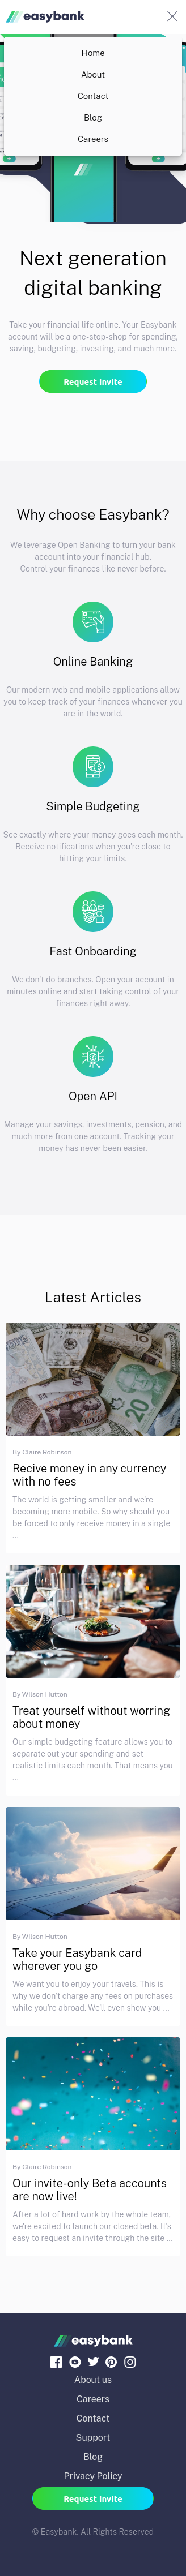 easybank
Home
About
Contact
Blog
Careers
Next generation
digital banking
Take your financial life online. Your Easybank
account will be a one-stop-shop for spending,
saving, budgeting, investing, and much more.
Request Invite
Why choose Easybank?
We leverage Open Banking to turn your bank
account into your financial hub.
Control your finances like never before.
Online Banking
Our modern web and mobile applications allow
you to keep track of your finances whenever you
are in the world.
Simple Budgeting
See exactly where your money goes each month.
Receive notifications when you're close to
hitting your limits.
Fast Onboarding
We don't do branches. Open your account in
minutes online and start taking control of your
finances right away.
Open API
Manage your savings, investments, pension, and
much more from one account. Tracking your
money has never been easier.
Latest Articles
By Claire Robinson
Recive money in any currency
with no fees
The world is getting smaller and we're
becoming more mobile. So why should you
be forced to only receive money in a single
...
By Wilson Hutton
Treat yourself without worring
about money
Our simple budgeting feature allows you to
separate out your spending and set
realistic limits each month. That means you
...
By Wilson Hutton
Take your Easybank card
wherever you go
We want you to enjoy your travels. This is
why we don't charge any fees on purchases
while you're abroad. We'll even show you ...
By Claire Robinson
Our invite-only Beta accounts
are now live!
After a lot of hard work by the whole team,
we're excited to launch our closed beta. It's
easy to request an invite through the site ...
easybank
About us
Careers
Contact
Support
Blog
Privacy Policy
Request Invite
© Easybank. All Rights Reserved